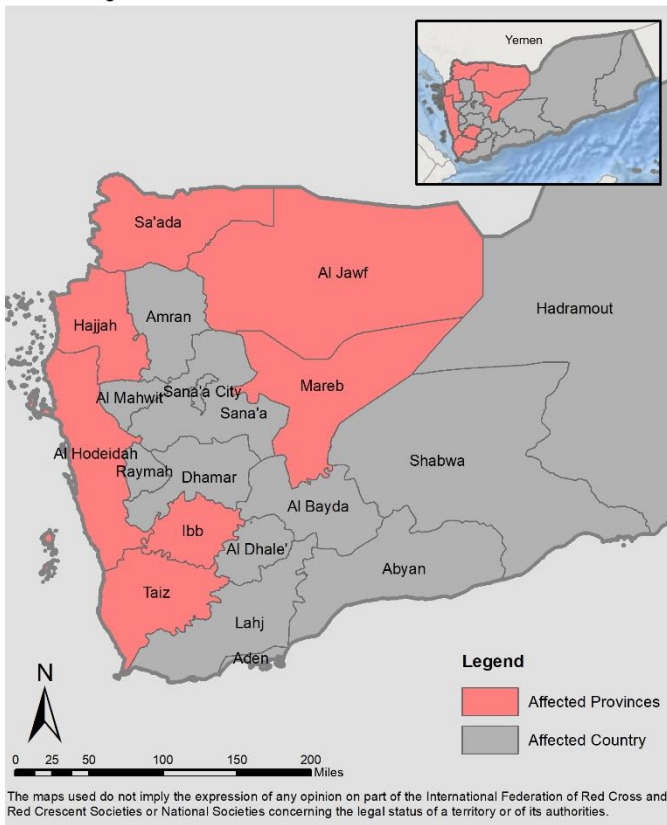 Yemen
Sa'ada
Al Jawf
Hadramout
Hajjah
Amran
Mareb
Al Mahwit
Sana'a City
Sana'a
Shabwa
Al Hodeidah
Raymah
Dhamar
Al Bayda
Ibb
Al Dhale'
Abyan
Taiz
Lahj
Aden
Legend
Affected Provinces
Affected Country
N
0 25 50 100 150 200
Miles
The maps used do not imply the expression of any opinion on part of the International Federation of Red Cross and
Red Crescent Societies or National Societies concerning the legal status of a territory or of its authorities.